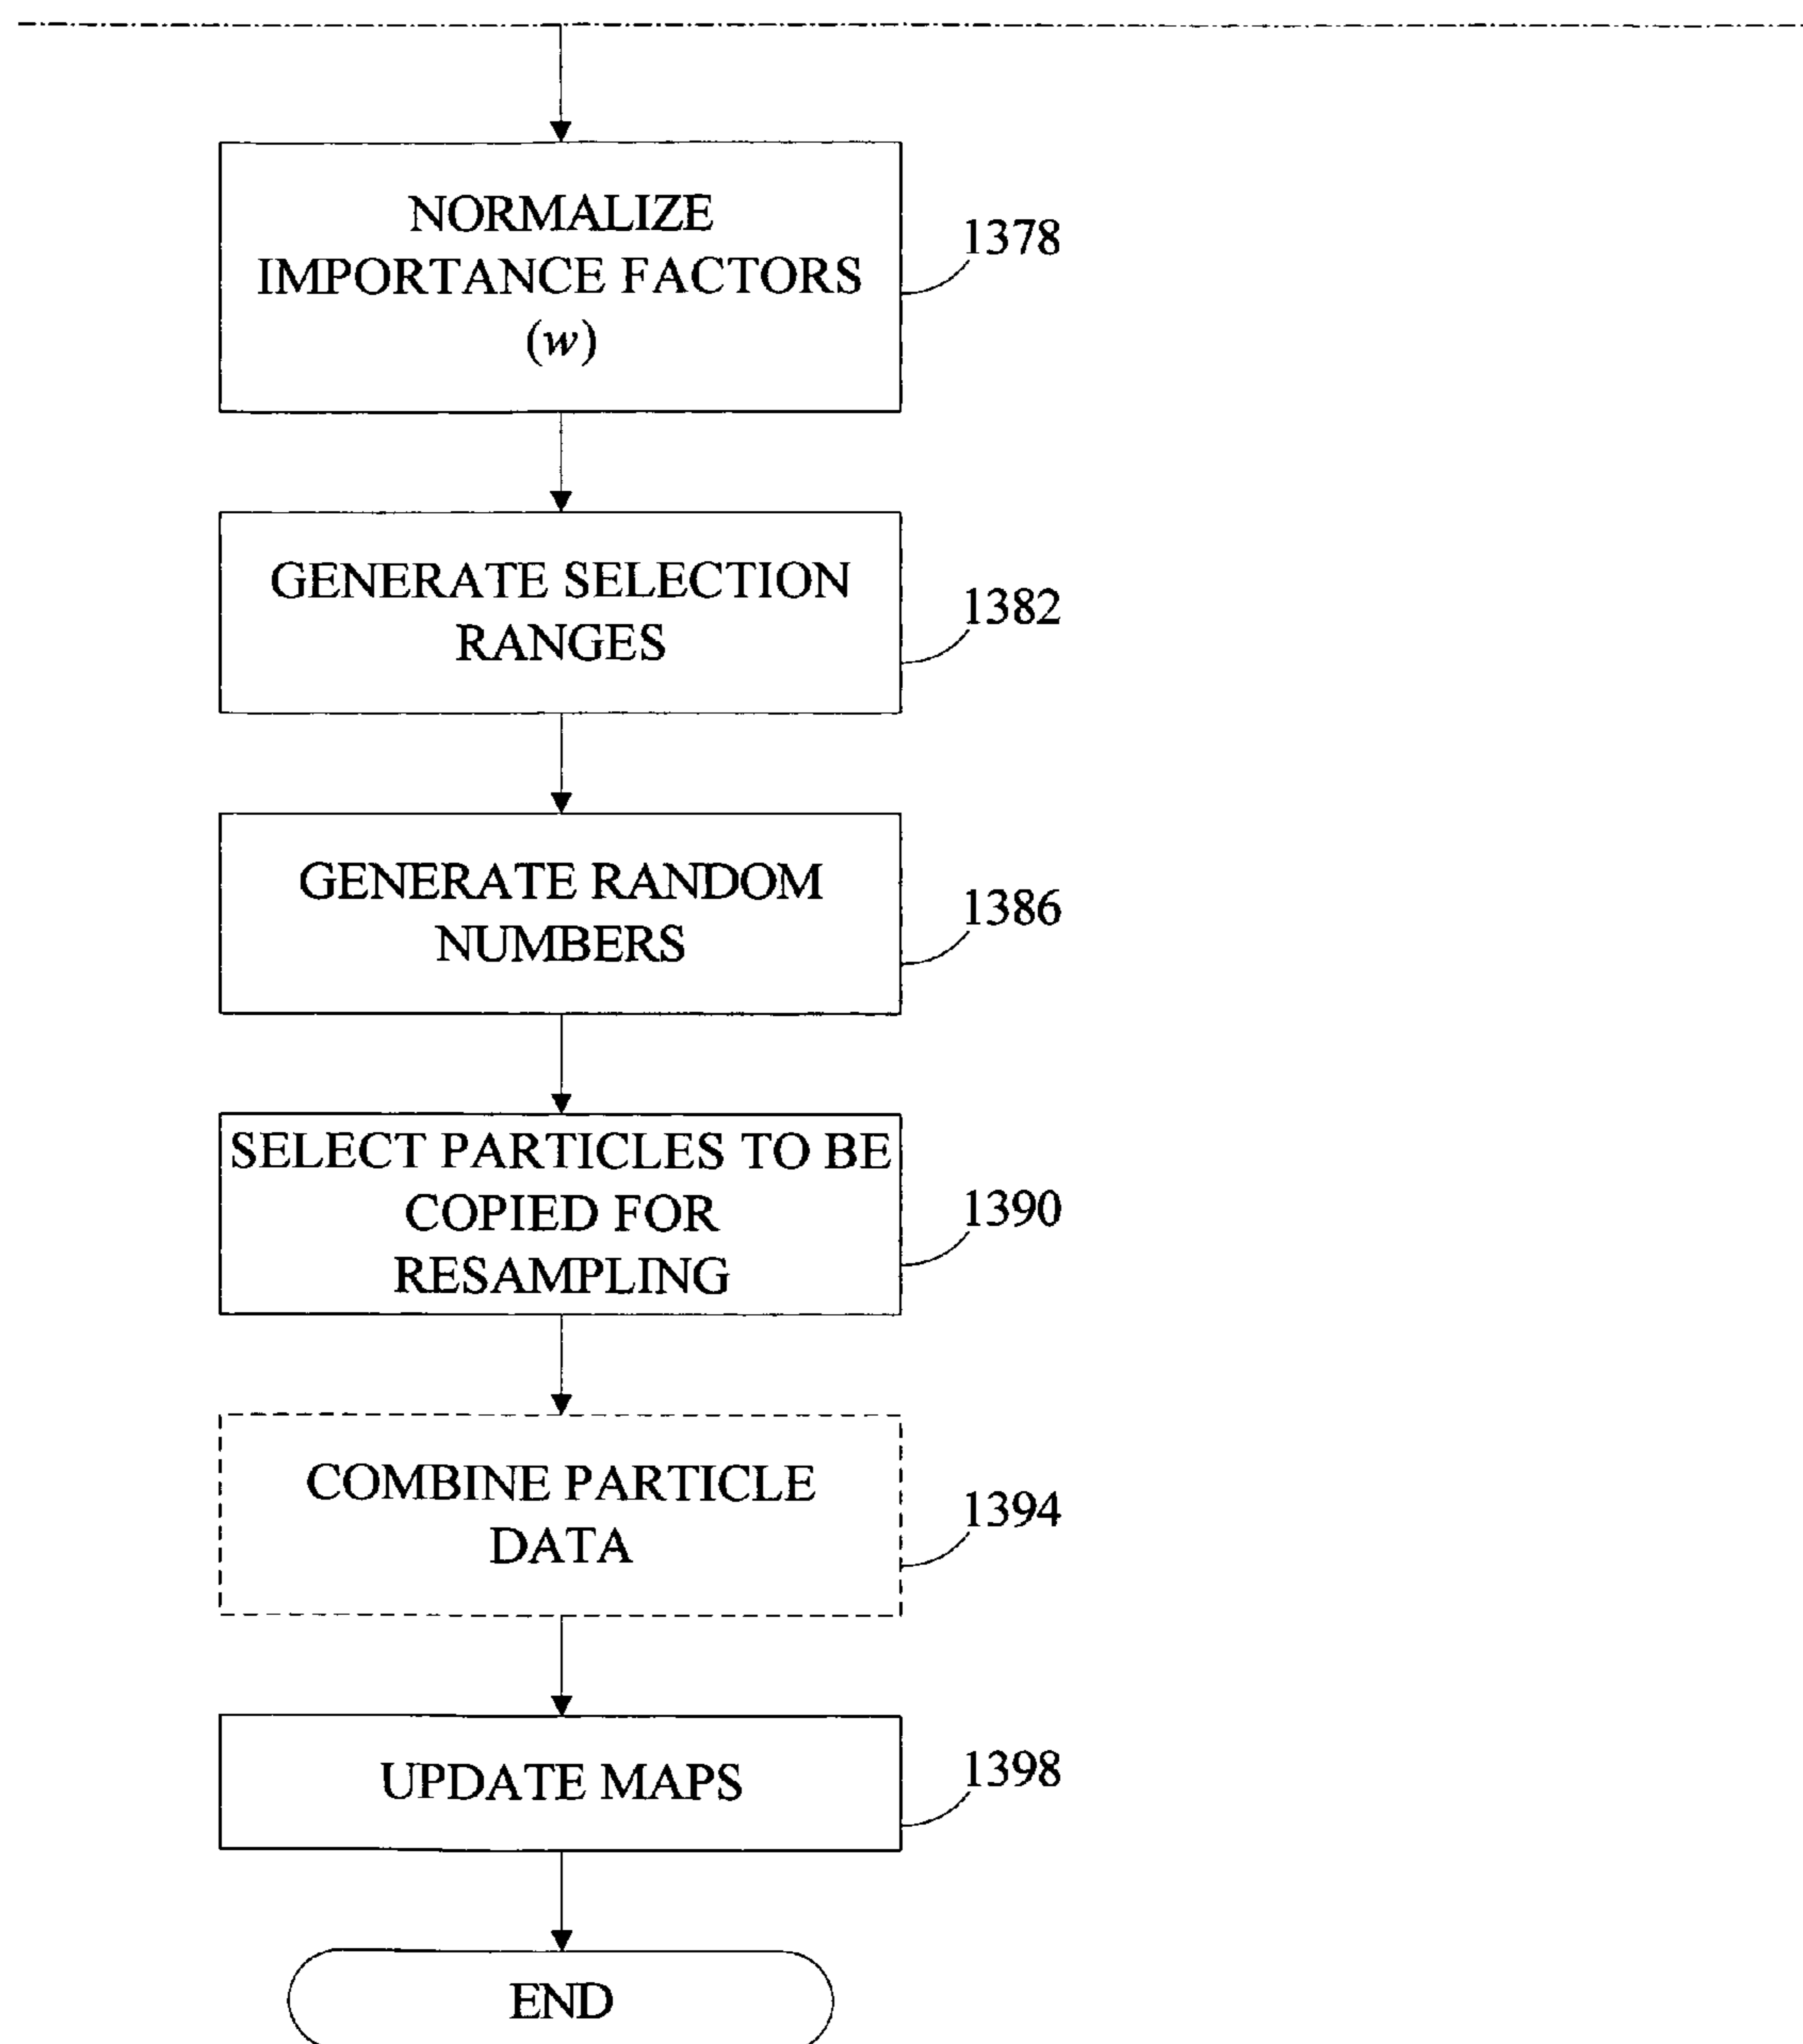 NORMALIZE
IMPORTANCE FACTORS
(w)
1378
GENERATE SELECTION
RANGES
1382
GENERATE RANDOM
NUMBERS
1386
SELECT PARTICLES TO BE
COPIED FOR
RESAMPLING
1390
COMBINE PARTICLE
DATA
1394
UPDATE MAPS
1398
END